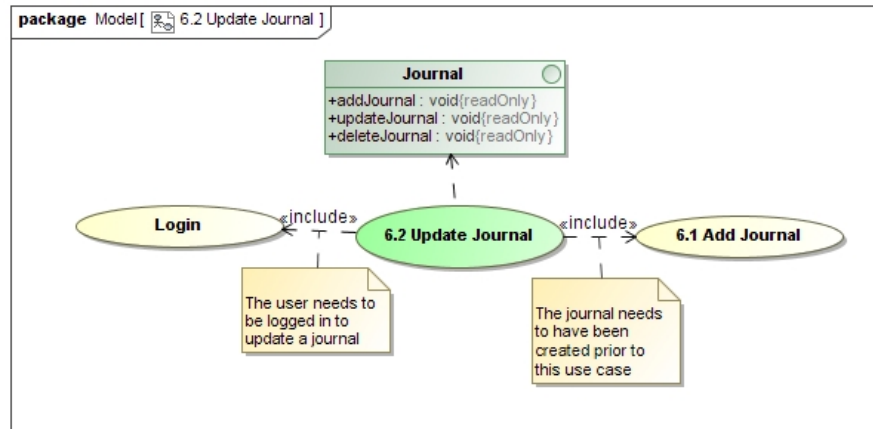 package Model[ 6.2 Update Journal ]
Journal
+addJournal : void{readOnly}
+updateJournal : void{readOnly}
+deleteJournal : void{readOnly}
Login
«include»
6.2 Update Journal
«include»
6.1 Add Journal
The user needs to
be logged in to
update a journal
The journal needs
to have been
created prior to
this use case